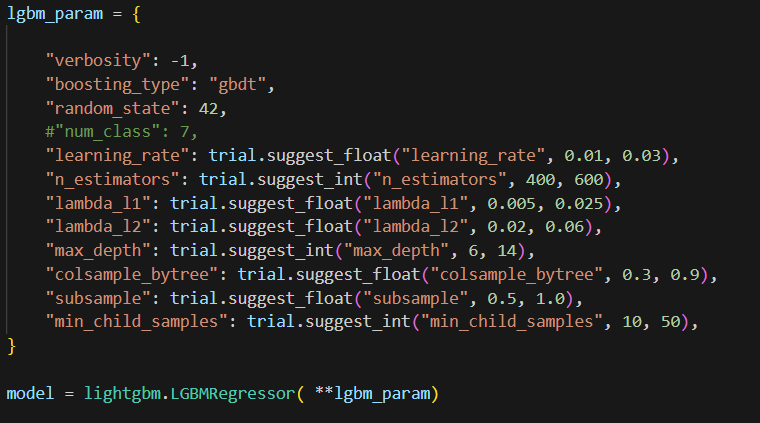 lgbm_param = {
"verbosity": -1,
"boosting_type": "gbdt",
"random_state": 42,
#"num_class": 7,
"learning_rate": trial.suggest_float("learning_rate", 0.01, 0.03),
"n_estimators": trial.suggest_int("n_estimators", 400, 600),
"lambda_l1": trial.suggest_float("lambda_l1", 0.005, 0.025),
"lambda_l2": trial.suggest_float("lambda_l2", 0.02, 0.06),
"max_depth": trial.suggest_int("max_depth", 6, 14),
"colsample_bytree": trial.suggest_float("colsample_bytree", 0.3, 0.9),
"subsample": trial.suggest_float("subsample", 0.5, 1.0),
"min_child_samples": trial.suggest_int("min_child_samples", 10, 50),
}
model = lightgbm.LGBMRegressor( **lgbm_param)